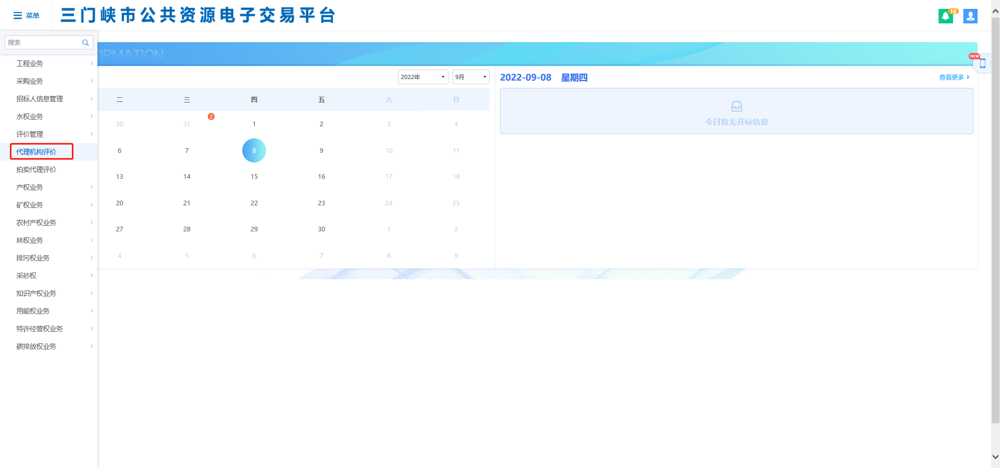 菜单
三门峡市公共资源电子交易平台
10
搜索
ORMATION
NEW
工程业务
采购业务
招标人信息管理
水权业务
评价管理
代理机构评价
拍卖代理评价
产权业务
矿权业务
农村产权业务
林权业务
排污权业务
采砂权
知识产权业务
用能权业务
特许经营权业务
碳排放权业务
2022年 9月
二 三 四 五 六 日
30 31 2 1 2 3 4
6 7 8 9 10 11
13 14 15 16 17 18
20 21 22 23 24 25
27 28 29 30 1 2
4 5 6 7 8 9
2022-09-08 星期四
查看更多
今日暂无开标信息